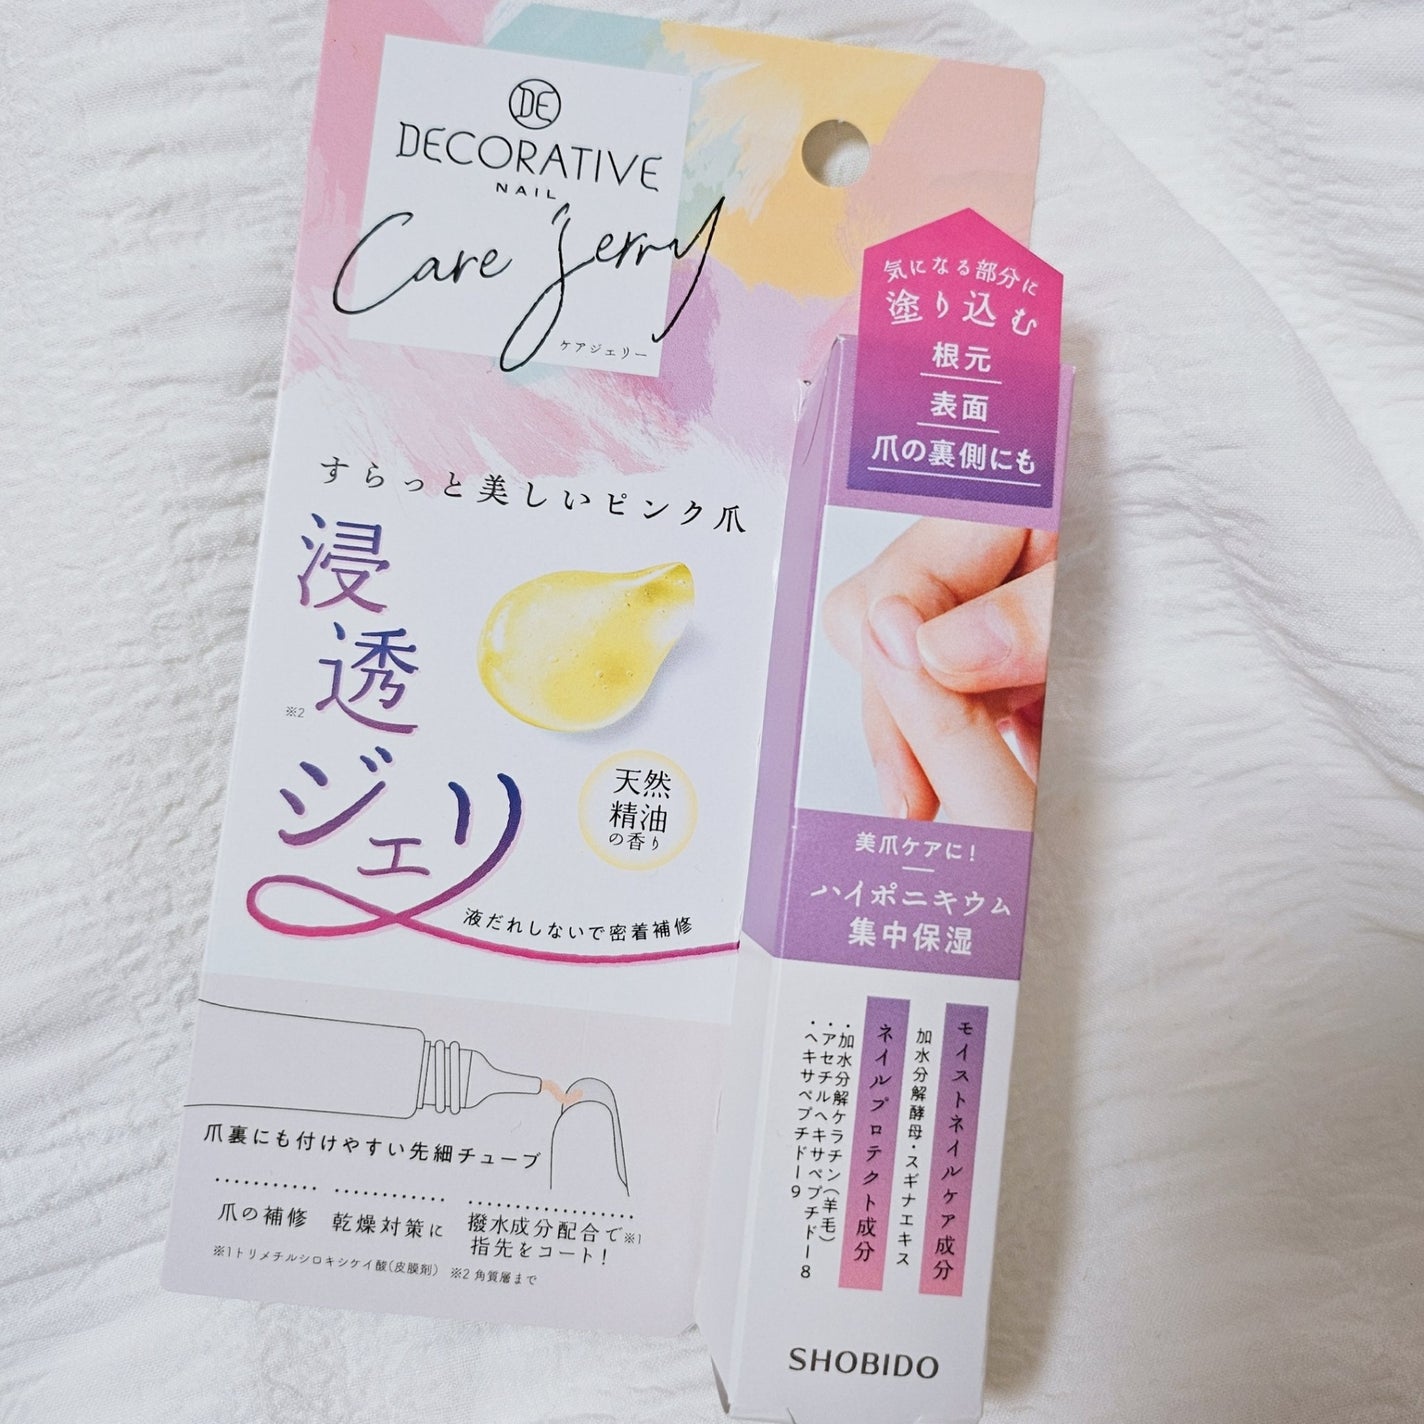 DE
DECORATIVE
NAIL
Care Jerry
ケアジェリー
すらっと美しいピンク爪
浸透
※2
ジェリ
天然
精油
の香り
液だれしないで密着補修
爪裏にも付けやすい先細チューブ
爪の補修 乾燥対策に 撥水成分配合で※1
指先をコート!
※1トリメチルシロキシケイ酸(皮膜剤) ※2 角質層まで
気になる部分に
塗り込む
根元
表面
爪の裏側にも
美爪ケアに!
ハイポニキウム
集中保湿
モイストネイルケア成分
加水分解酵母・スギナエキス
ネイルプロテクト成分
・加水分解ケラチン(羊毛)
・アセチルヘキサペプチドー8
・ヘキサペプチドー9
SHOBIDO